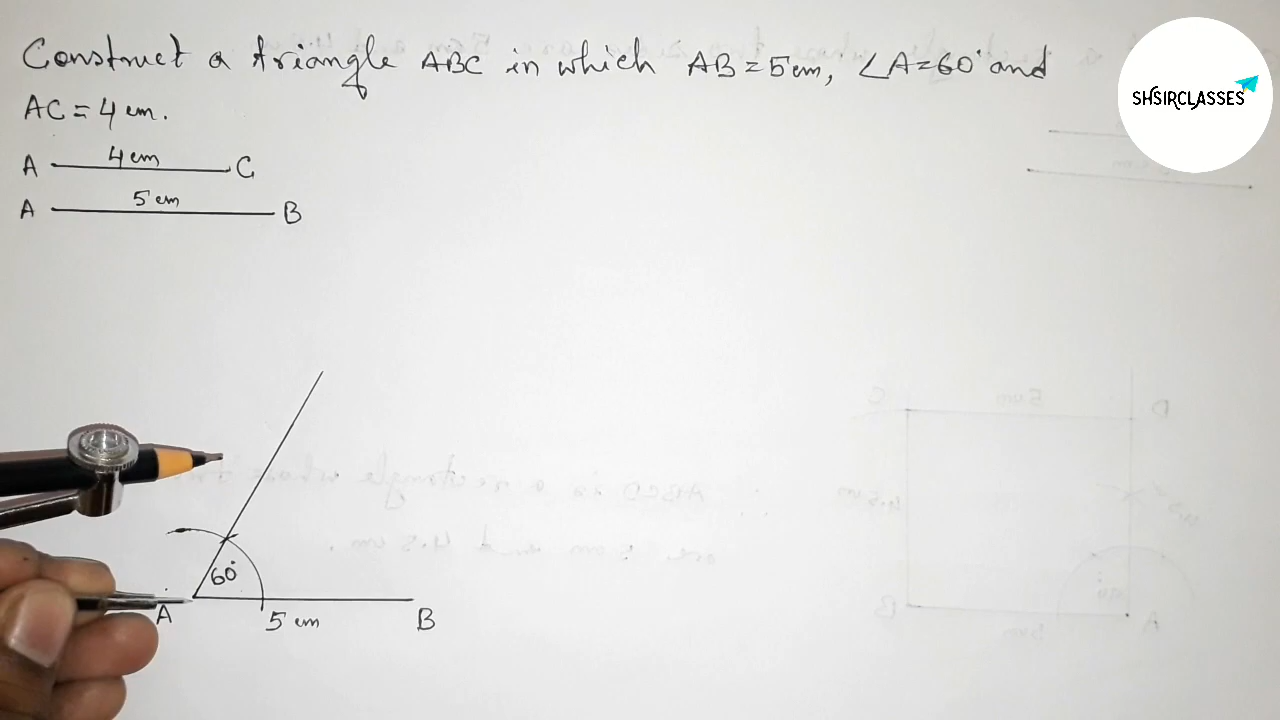 Construct a triangle ABC in which AB = 5 cm, ∠A = 60° and
AC = 4 cm.
SHSIRCLASSES
A 4 cm C
A 5 cm B
60°
A 5 cm B